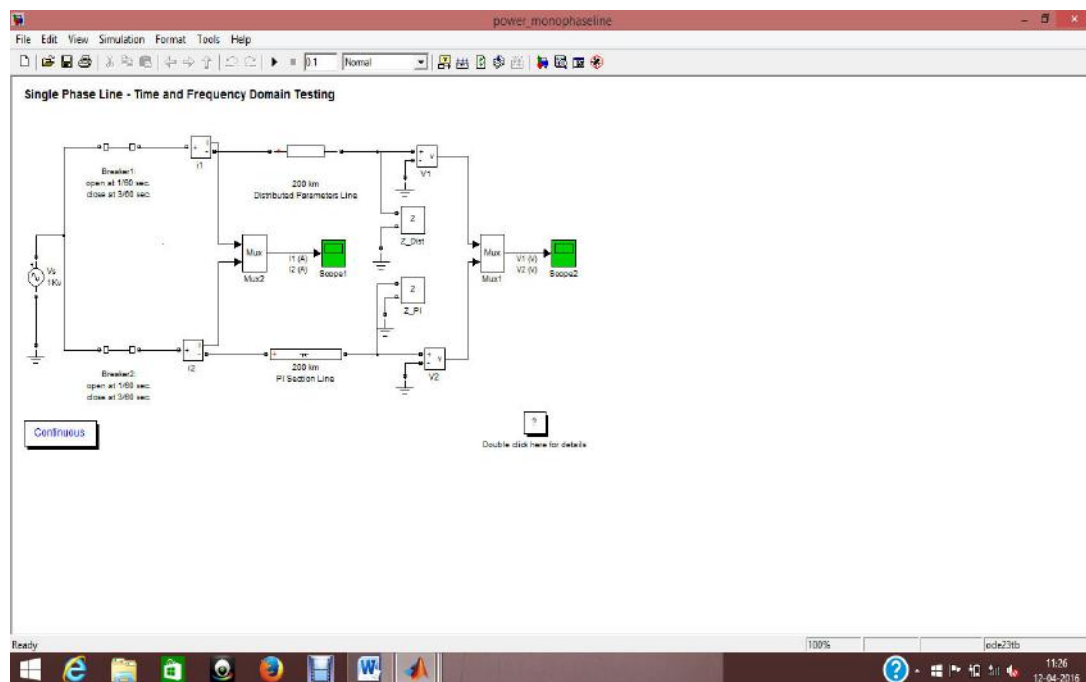 power_monophaseline
File Edit View Simulation Format Tools Help
0.1 Normal
Single Phase Line - Time and Frequency Domain Testing
Breaker1:
open at 1/60 sec.
close at 3/60 sec.
i1
200 km
Distributed Parameters Line
+ - v
V1
Z
Z_Dist
Vs
1Kv
Mux
Mux2
I1 (A)
I2 (A)
Scope1
Mux
Mux1
V1 (V)
V2 (V)
Scope2
Z
Z_PI
i2
200 km
PI Section Line
+ - v
V2
Breaker2:
open at 1/60 sec.
close at 3/60 sec.
Continuous
?
Double click here for details
Ready
100%
ode23tb
11:26
12-04-2016